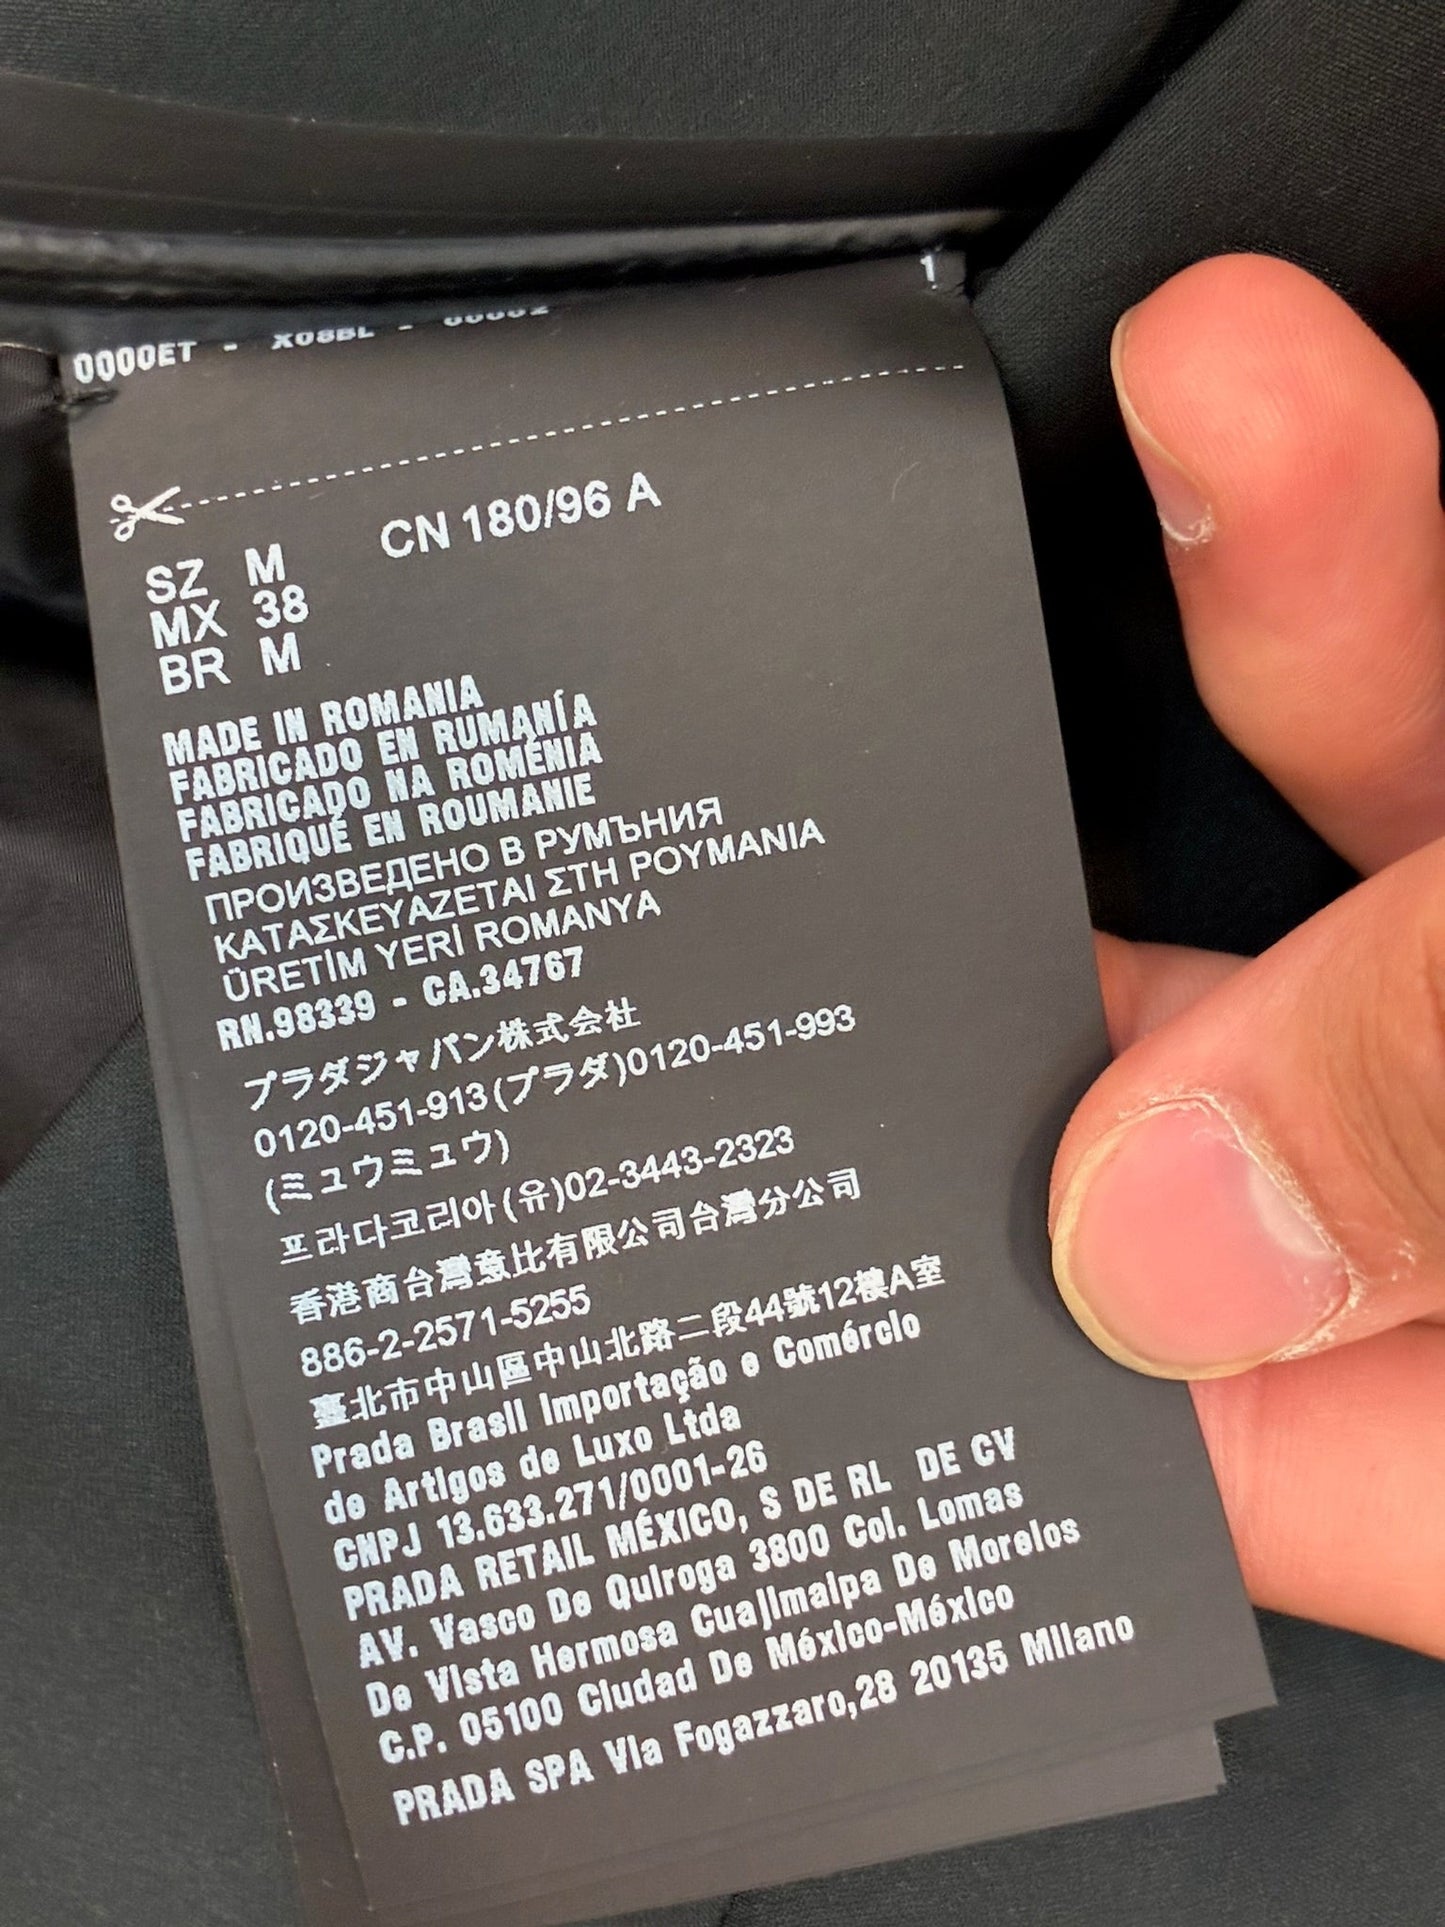 1
0000ET - X08BL - 00002
CN 180/96 A
SZ M
MX 38
BR M
MADE IN ROMANIA
FABRICADO EN RUMANÍA
FABRICADO NA ROMÉNIA
FABRIQUÉ EN ROUMANIE
ПРОИЗВЕДЕНО В РУМЪНИЯ
ΚΑΤΑΣΚΕΥΑΖΕΤΑΙ ΣΤΗ ΡΟΥΜΑΝΙΑ
ÜRETİM YERİ ROMANYA
RN.98339 - CA.34767
プラダジャパン株式会社
0120-451-913(プラダ)0120-451-993
(ミュウミュウ)
프라다코리아(유)02-3443-2323
香港商台灣意比有限公司台灣分公司
886-2-2571-5255
臺北市中山區中山北路二段44號12樓A室
Prada Brasil Importação e Comércio
de Artigos de Luxo Ltda
CNPJ 13.633.271/0001-26
PRADA RETAIL MÉXICO, S DE RL DE CV
AV. Vasco De Quiroga 3800 Col. Lomas
De Vista Hermosa Cuajimalpa De Morelos
C.P. 05100 Ciudad De México-México
PRADA SPA Via Fogazzaro,28 20135 Milano